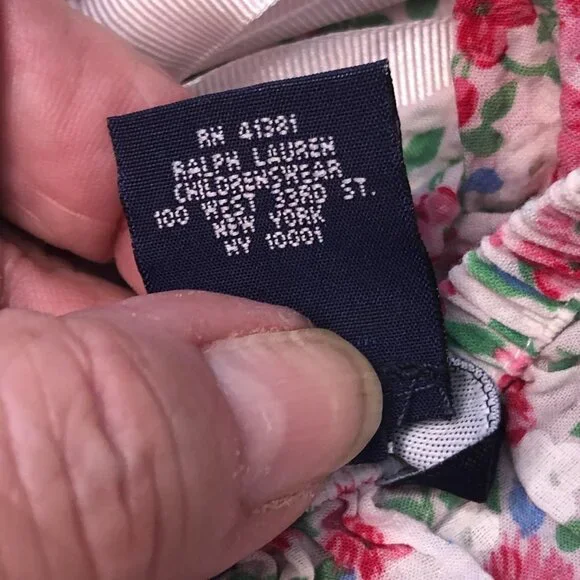 RN 41381
RALPH LAUREN
CHILDRENSWEAR
100 WEST 33RD ST.
NEW YORK
NY 10001